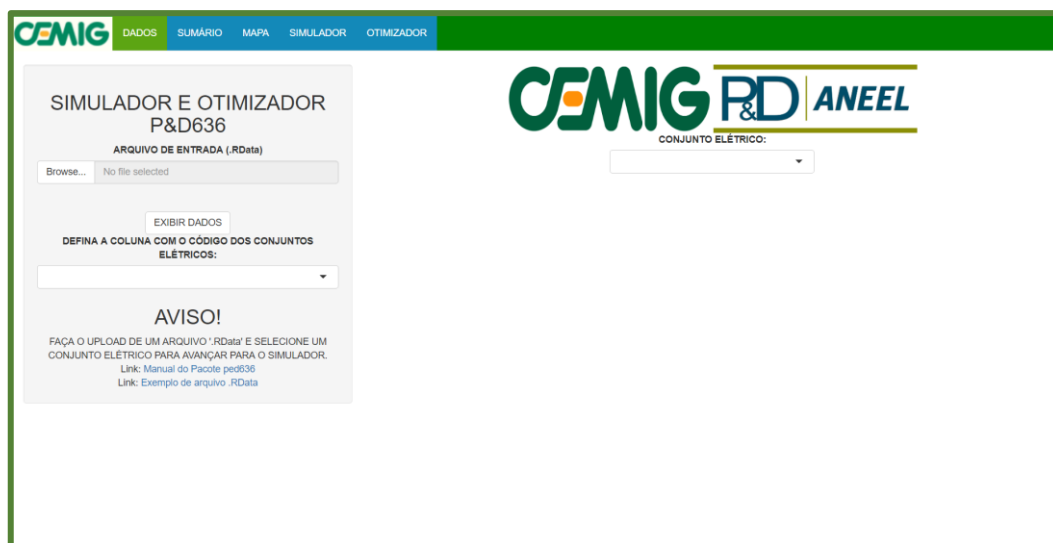 CEMIG DADOS SUMÁRIO MAPA SIMULADOR OTIMIZADOR
SIMULADOR E OTIMIZADOR
P&D636
ARQUIVO DE ENTRADA (.RData)
Browse... No file selected
EXIBIR DADOS
DEFINA A COLUNA COM O CÓDIGO DOS CONJUNTOS
ELÉTRICOS:
AVISO!
FAÇA O UPLOAD DE UM ARQUIVO '.RData' E SELECIONE UM
CONJUNTO ELÉTRICO PARA AVANÇAR PARA O SIMULADOR.
Link: Manual do Pacote ped636
Link: Exemplo de arquivo .RData
CEMIG P&D ANEEL
CONJUNTO ELÉTRICO: